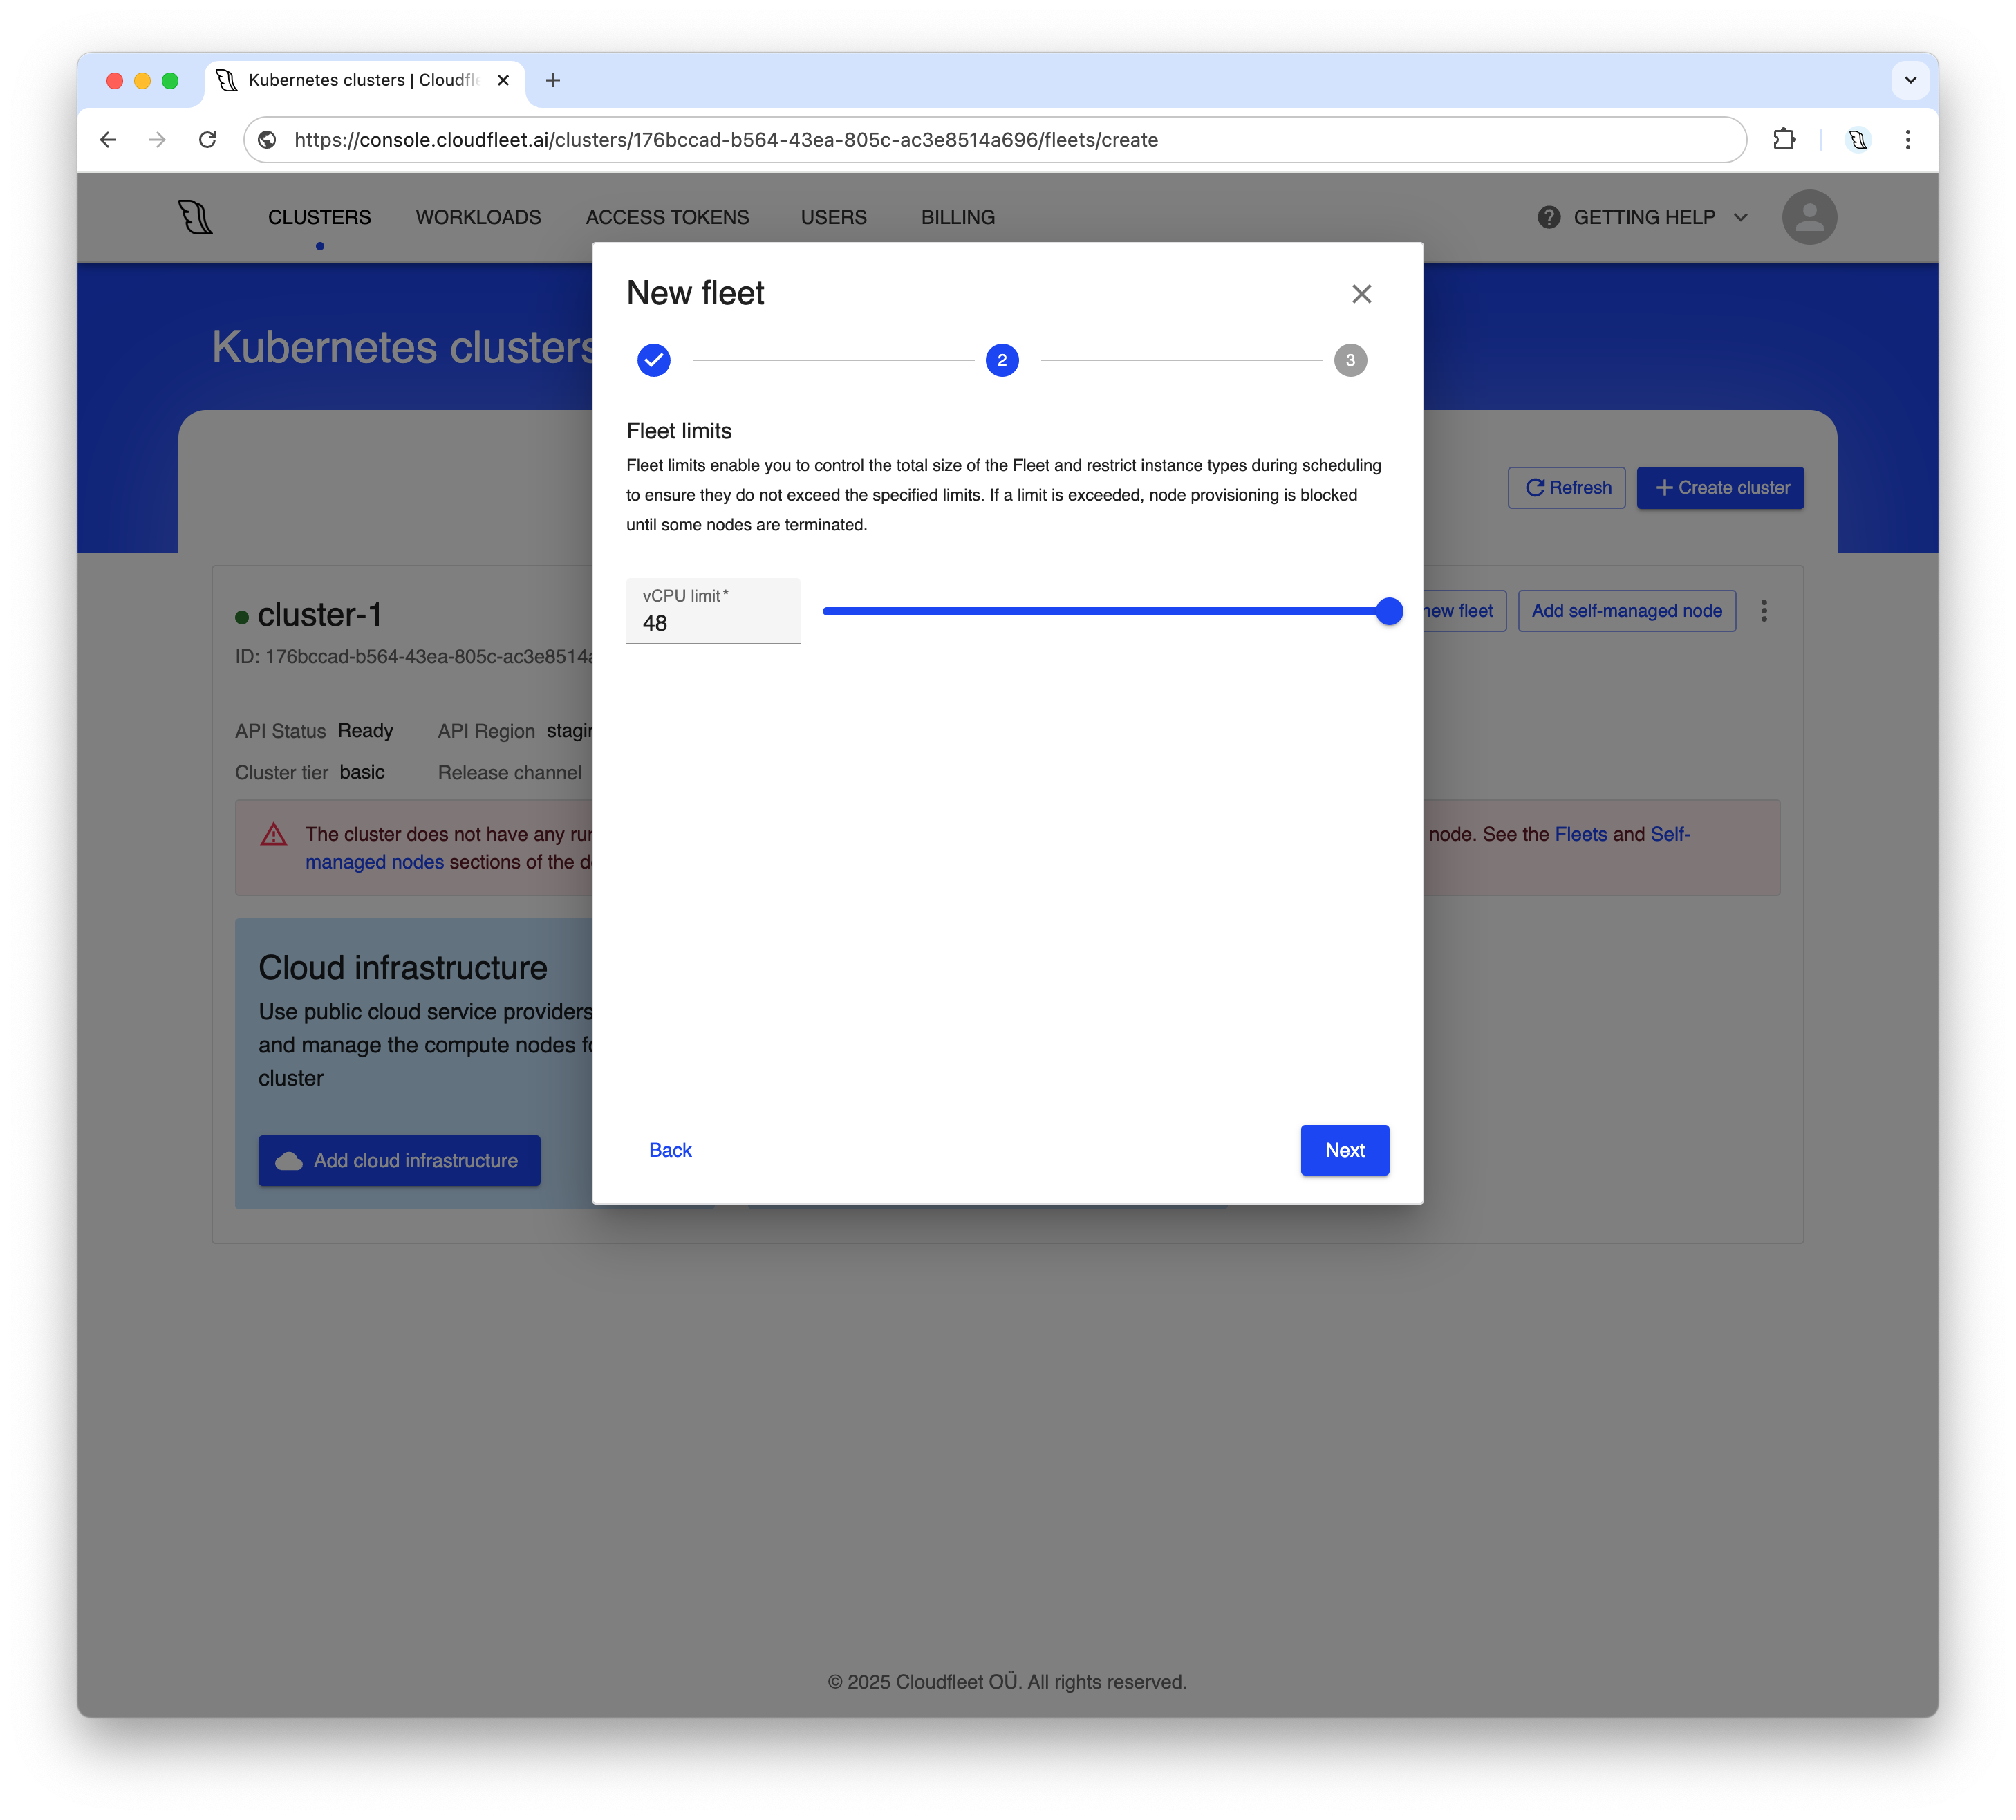 Kubernetes clusters | Cloudfle
https://console.cloudfleet.ai/clusters/176bccad-b564-43ea-805c-ac3e8514a696/fleets/create
CLUSTERS
WORKLOADS
ACCESS TOKENS
USERS
BILLING
GETTING HELP
Kubernetes clusters
New fleet
2
3
Fleet limits
Fleet limits enable you to control the total size of the Fleet and restrict instance types during scheduling
to ensure they do not exceed the specified limits. If a limit is exceeded, node provisioning is blocked
until some nodes are terminated.
vCPU limit*
48
Back
Next
Refresh
Create cluster
cluster-1
new fleet
Add self-managed node
ID: 176bccad-b564-43ea-805c-ac3e8514a
API Status Ready
API Region
Cluster tier basic
Release channel
The cluster does not have any
node. See the Fleets and Self-
managed nodes sections of the
Cloud infrastructure
Use public cloud service providers
and manage the compute nodes
cluster
Add cloud infrastructure
© 2025 Cloudfleet OÜ. All rights reserved.